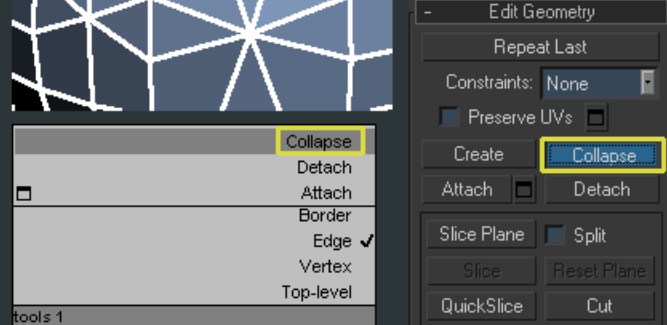 Collapse
Detach
Attach
Border
Edge
Vertex
Top-level
tools 1
- Edit Geometry
Repeat Last
Constraints: None
Preserve UVs
Create Collapse
Attach Detach
Slice Plane Split
Slice Reset Plane
QuickSlice Cut